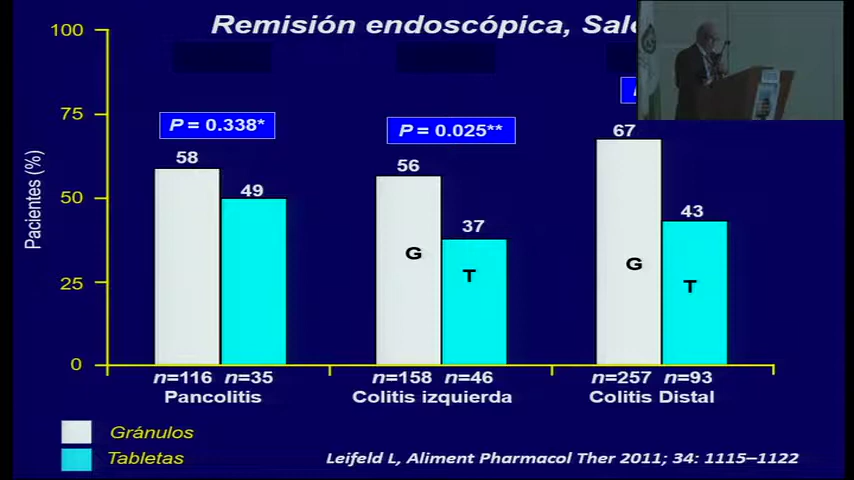 Remisión endoscópica,
100
75
50
25
0
Pacientes (%)
P = 0.338*
P = 0.025**
58
49
56
37
67
43
G
T
G
T
n=116 n=35
n=158 n=46
n=257 n=93
Pancolitis
Colitis izquierda
Colitis Distal
Gránulos
Tabletas
Leifeld L, Aliment Pharmacol Ther 2011; 34: 1115–1122